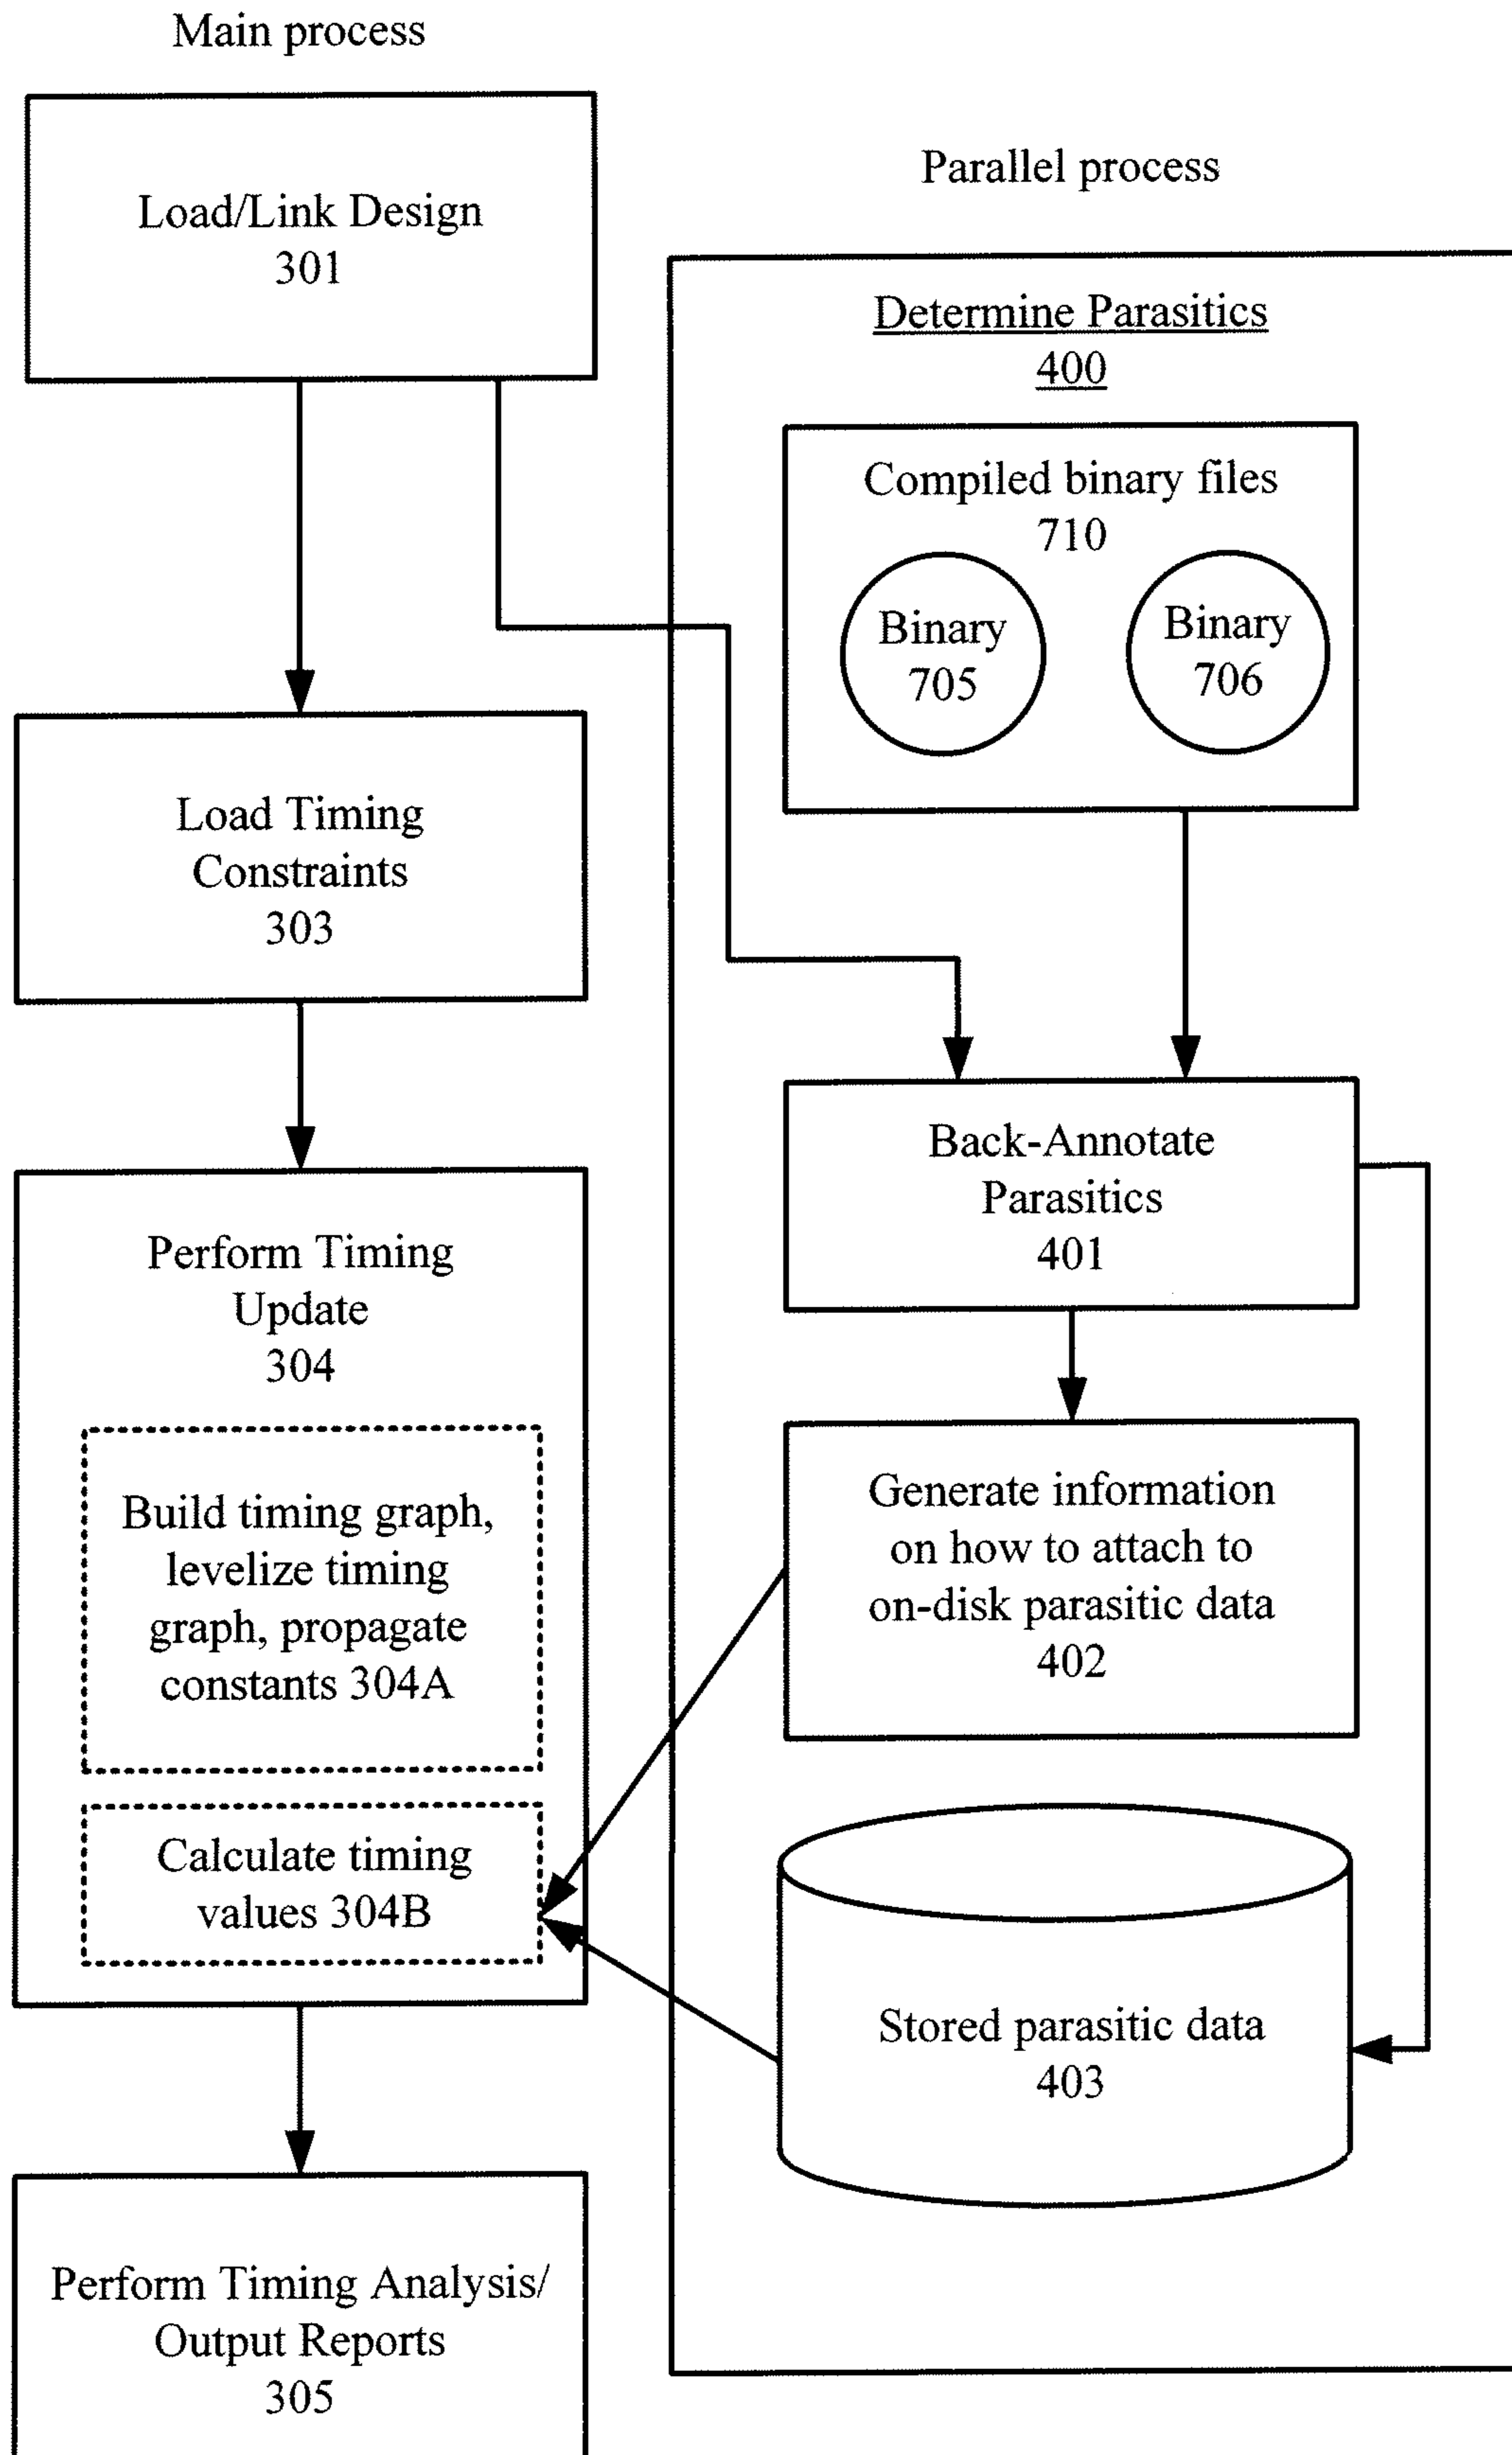 Main process
Load/Link Design
301
Load Timing
Constraints
303
Perform Timing
Update
304
Build timing graph,
levelize timing
graph, propagate
constants 304A
Calculate timing
values 304B
Perform Timing Analysis/
Output Reports
305
Parallel process
Determine Parasitics
400
Compiled binary files
710
Binary
705
Binary
706
Back-Annotate
Parasitics
401
Generate information
on how to attach to
on-disk parasitic data
402
Stored parasitic data
403